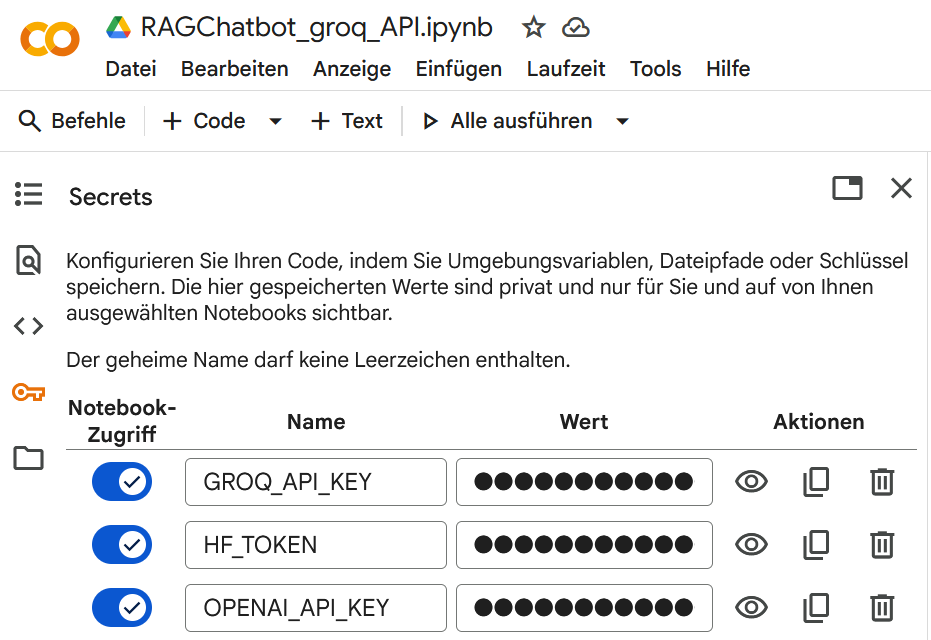 RAGChatbot_groq_API.ipynb
Datei Bearbeiten Anzeige Einfügen Laufzeit Tools Hilfe
Befehle + Code + Text Alle ausführen
Secrets
Konfigurieren Sie Ihren Code, indem Sie Umgebungsvariablen, Dateipfade oder Schlüssel
speichern. Die hier gespeicherten Werte sind privat und nur für Sie und auf von Ihnen
ausgewählten Notebooks sichtbar.
Der geheime Name darf keine Leerzeichen enthalten.
Notebook-
Zugriff Name Wert Aktionen
GROQ_API_KEY ●●●●●●●●●●●
HF_TOKEN ●●●●●●●●●●●
OPENAI_API_KEY ●●●●●●●●●●●